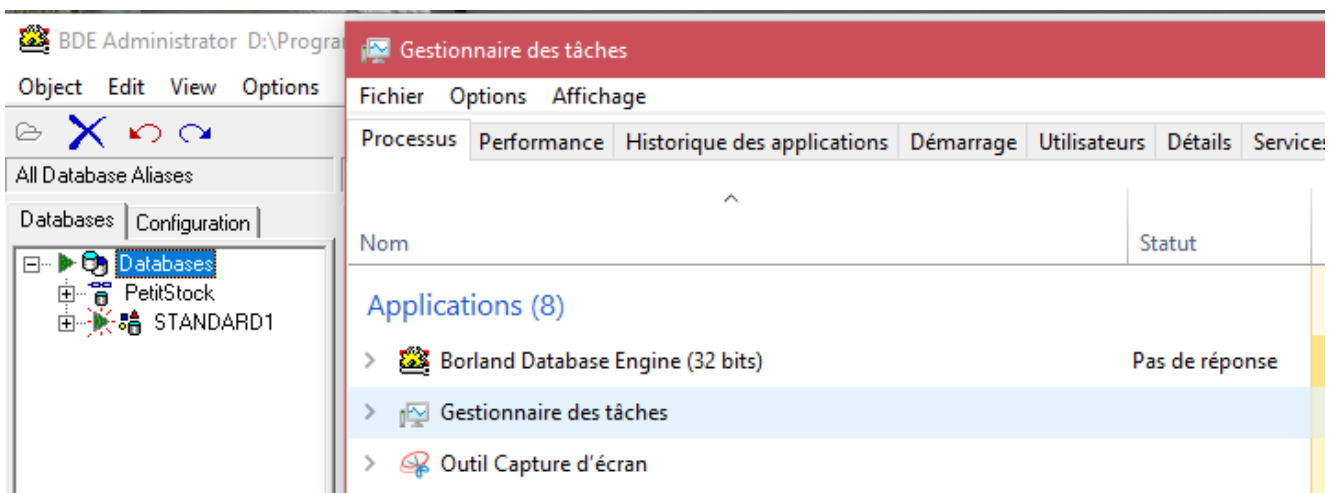 BDE Administrator D:\Progra
Object Edit View Options
All Database Aliases
Databases Configuration
Databases
PetitStock
STANDARD1
Gestionnaire des tâches
Fichier Options Affichage
Processus Performance Historique des applications Démarrage Utilisateurs Détails Services
Nom Statut
Applications (8)
Borland Database Engine (32 bits) Pas de réponse
Gestionnaire des tâches
Outil Capture d'écran